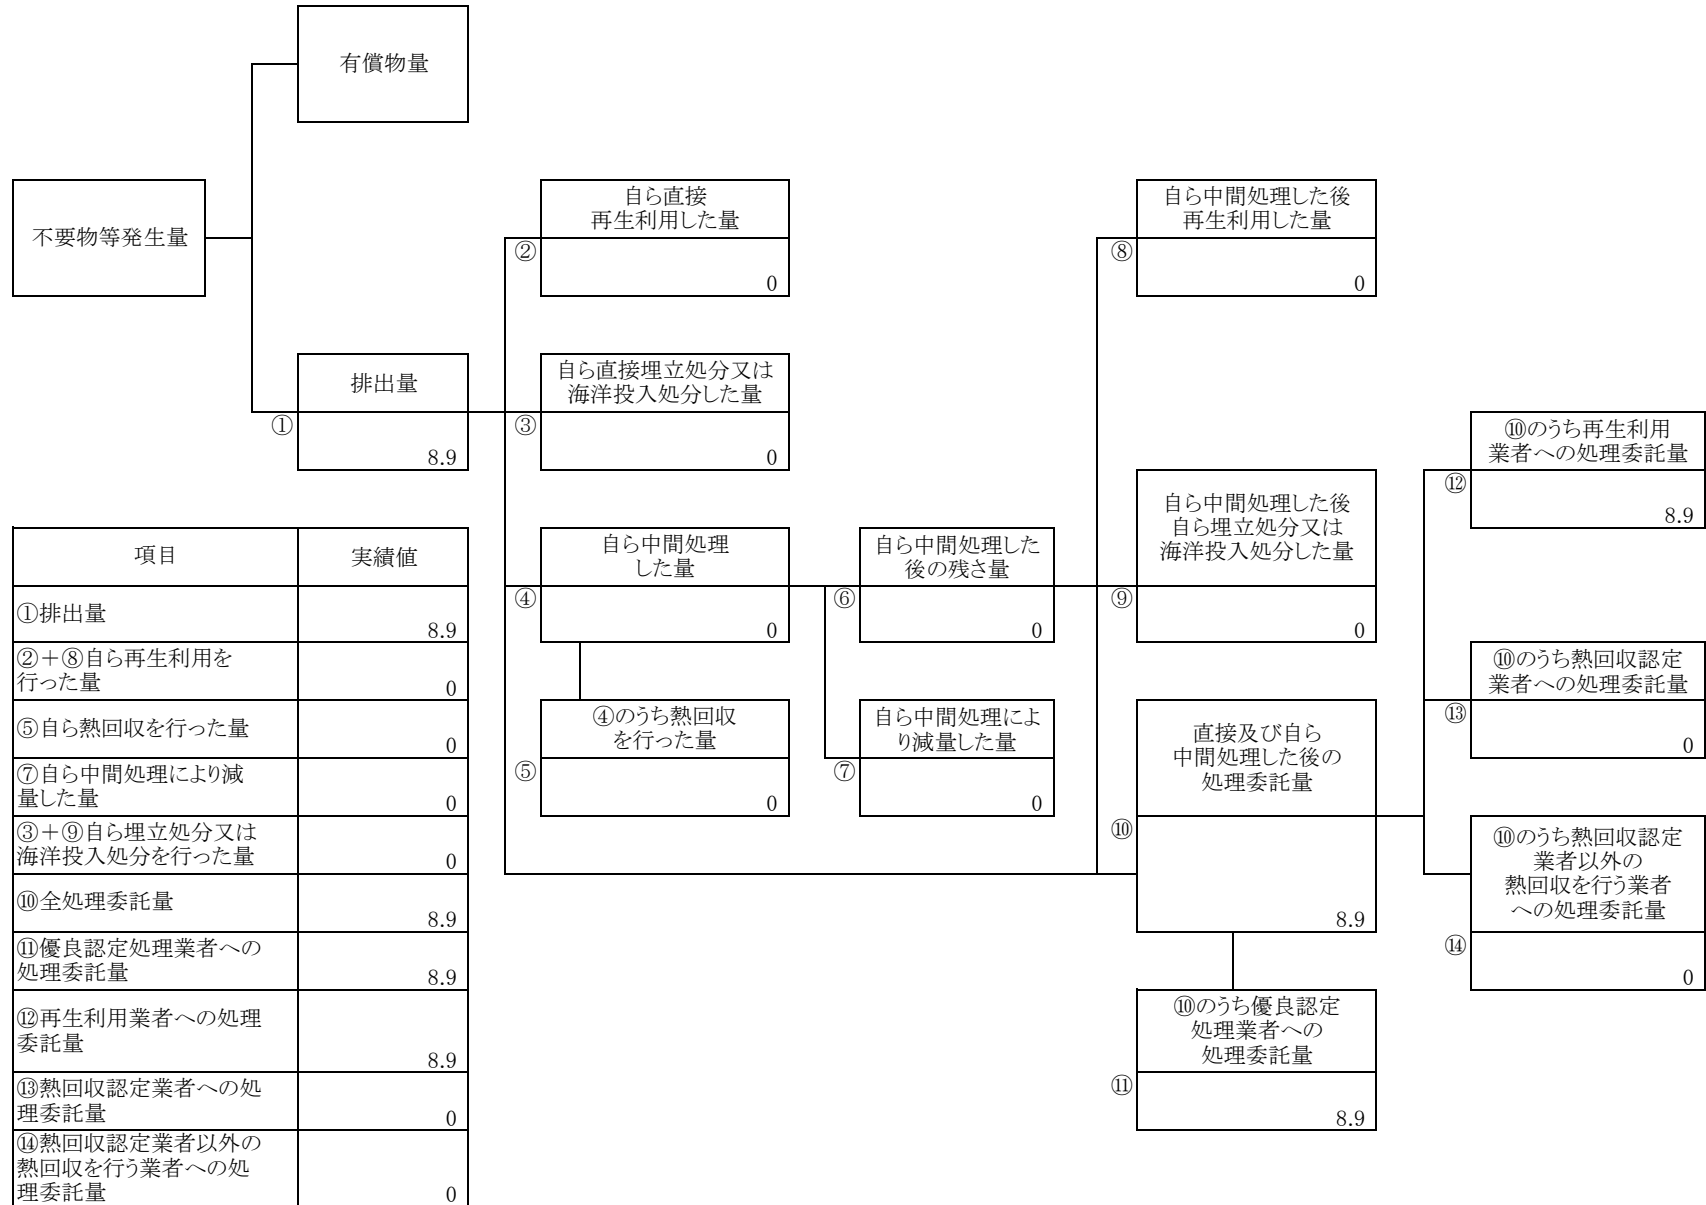 有償物量
不要物等発生量
自ら直接
再生利用した量
②
0
自ら中間処理した後
再生利用した量
⑧
0
排出量
①
8.9
自ら直接埋立処分又は
海洋投入処分した量
③
0
⑩のうち再生利用
業者への処理委託量
⑫
8.9
自ら中間処理
した量
④
0
自ら中間処理した
後の残さ量
⑥
0
自ら中間処理した後
自ら埋立処分又は
海洋投入処分した量
⑨
0
⑩のうち熱回収認定
業者への処理委託量
⑬
0
④のうち熱回収
を行った量
⑤
0
自ら中間処理によ
り減量した量
⑦
0
直接及び自ら
中間処理した後の
処理委託量
⑩
8.9
⑩のうち熱回収認定
業者以外の
熱回収を行う業者
への処理委託量
⑭
0
⑩のうち優良認定
処理業者への
処理委託量
⑪
8.9
項目 実績値
①排出量
8.9
②+⑧自ら再生利用を
行った量
0
⑤自ら熱回収を行った量
0
⑦自ら中間処理により減
量した量
0
③+⑨自ら埋立処分又は
海洋投入処分を行った量
0
⑩全処理委託量
8.9
⑪優良認定処理業者への
処理委託量
8.9
⑫再生利用業者への処理
委託量
8.9
⑬熱回収認定業者への処
理委託量
0
⑭熱回収認定業者以外の
熱回収を行う業者への処
理委託量
0